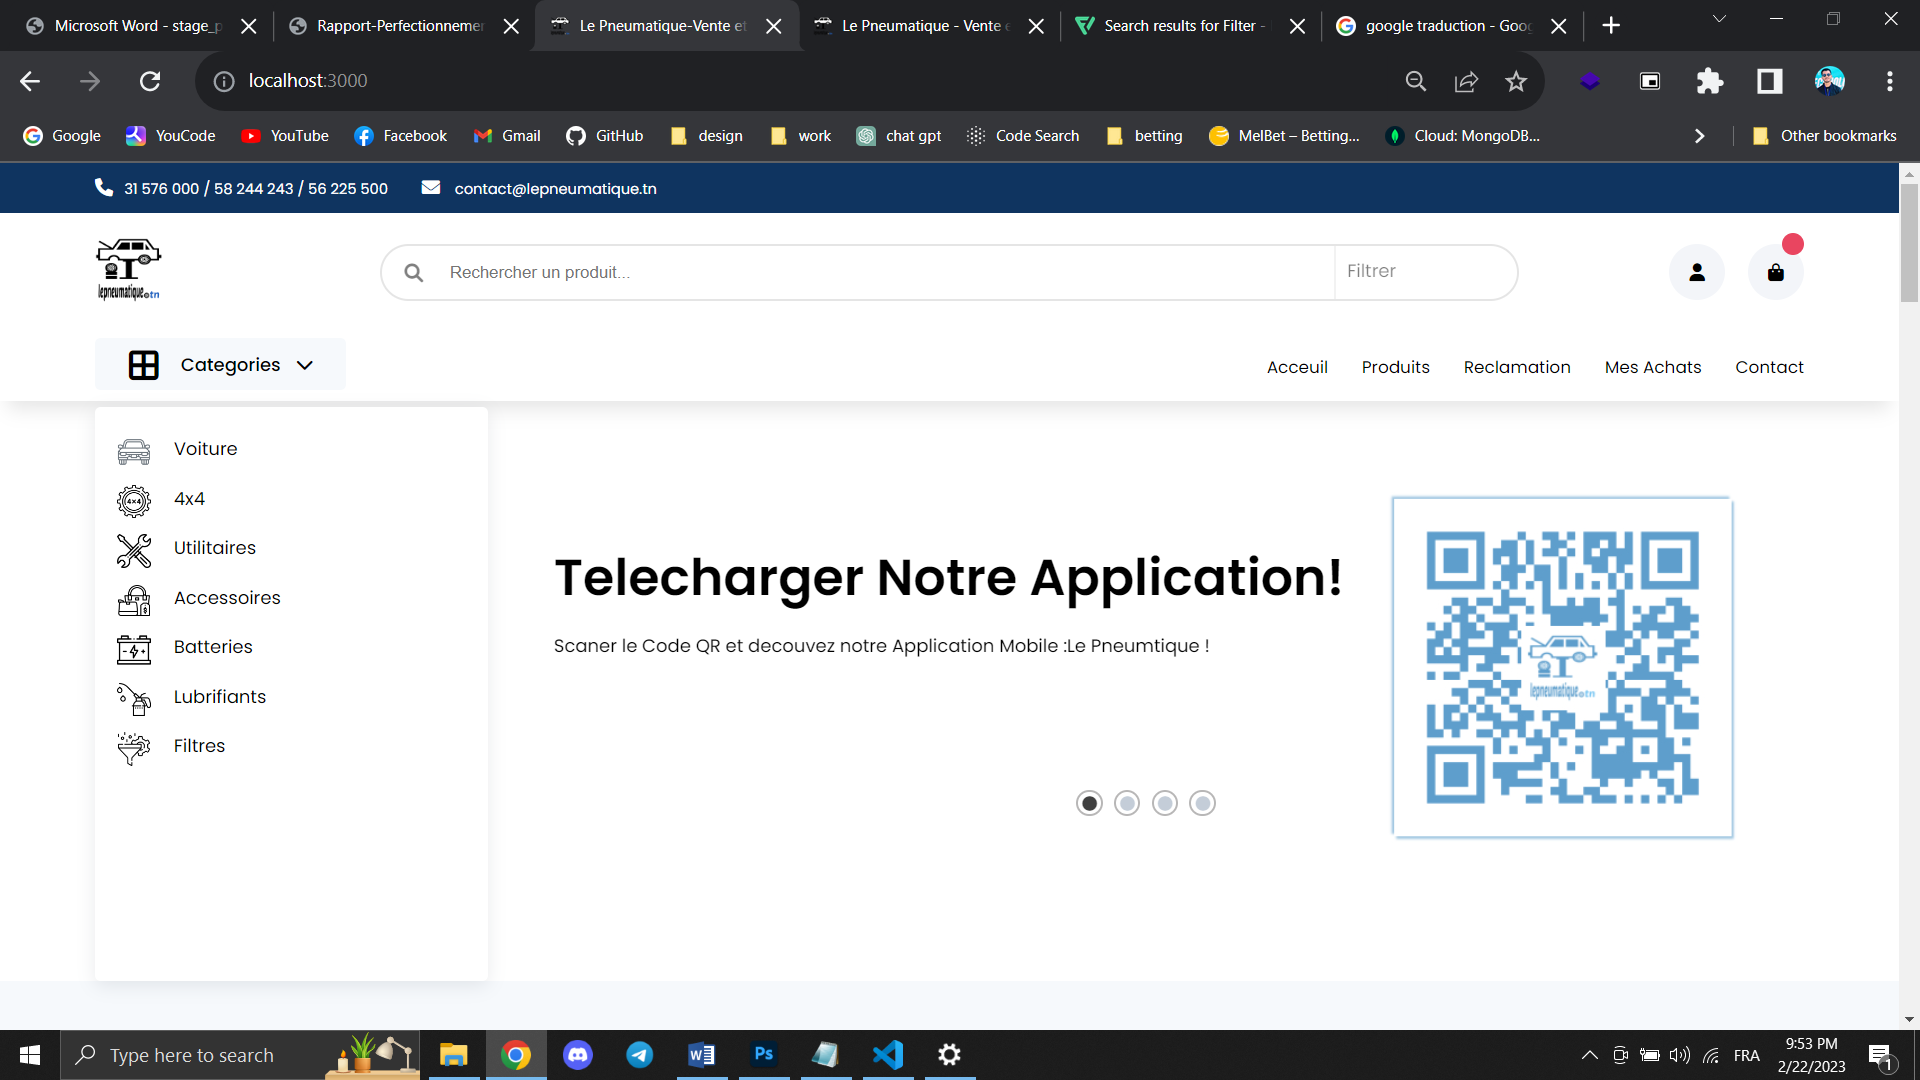 Microsoft Word - stage_p
Rapport-Perfectionnemer
Le Pneumatique-Vente et
Le Pneumatique - Vente e
Search results for Filter -
google traduction - Goog
localhost:3000
Google
YouCode
YouTube
Facebook
Gmail
GitHub
design
work
chat gpt
Code Search
betting
MelBet – Betting...
Cloud: MongoDB...
Other bookmarks
31 576 000 / 58 244 243 / 56 225 500
contact@lepneumatique.tn
lepneumatique.tn
Rechercher un produit...
Filtrer
Categories
Acceuil
Produits
Reclamation
Mes Achats
Contact
Voiture
4x4
4x4
Utilitaires
Accessoires
Batteries
Lubrifiants
Filtres
Telecharger Notre Application!
Scaner le Code QR et decouvez notre Application Mobile :Le Pneumtique !
lepneumatique.tn
Type here to search
Ps
FRA
9:53 PM
2/22/2023
1